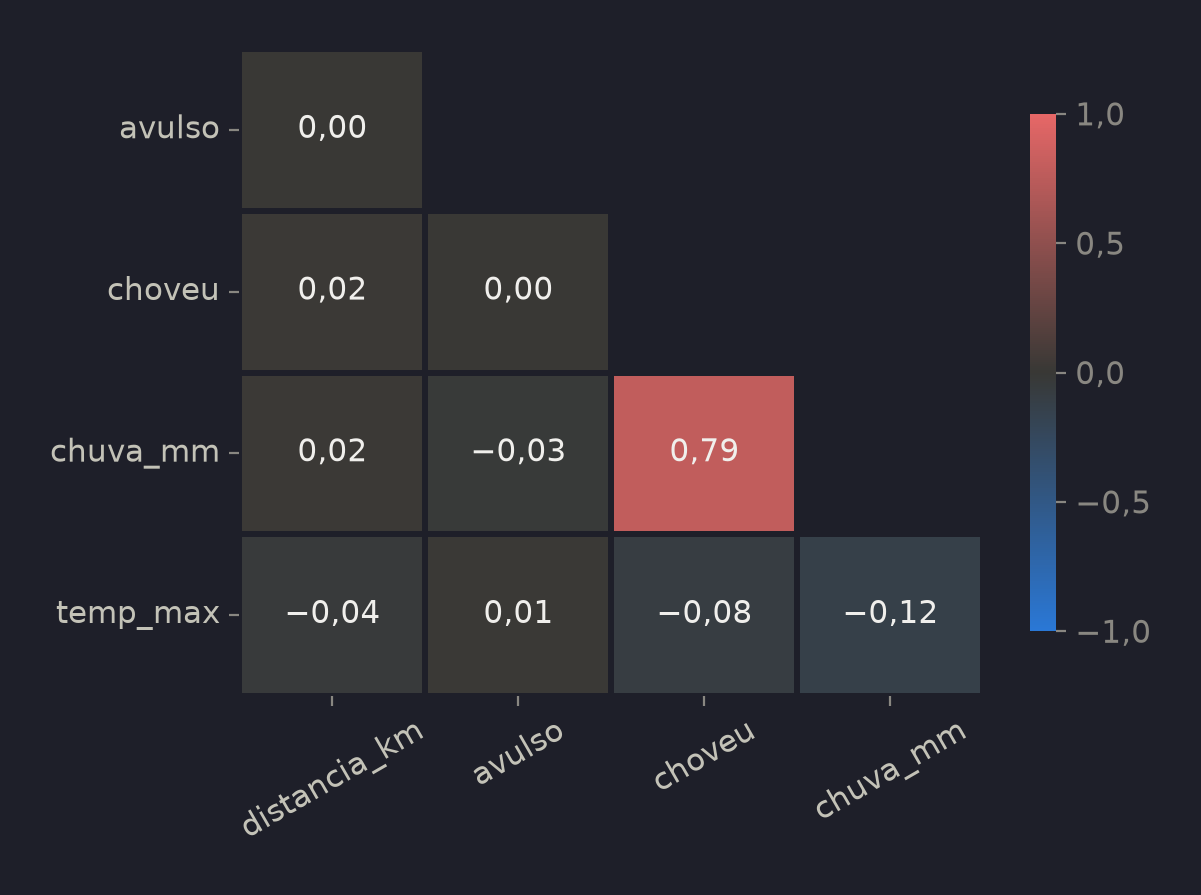 1,0
avulso
0,00
0,5
choveu
0,02 0,00
0,0
chuva_mm
0,02 −0,03 0,79
−0,5
temp_max
−0,04 0,01 −0,08 −0,12
−1,0
distancia_km
avulso
choveu
chuva_mm